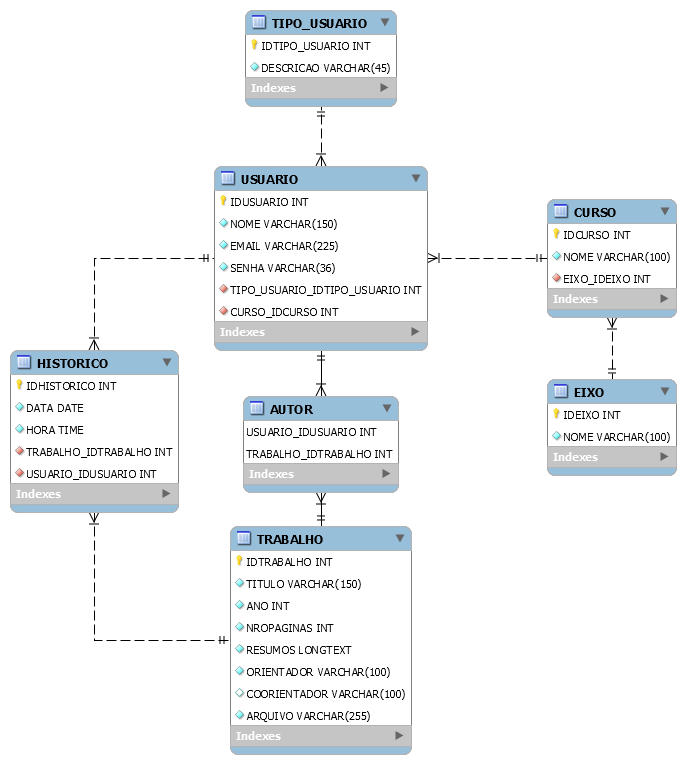 TIPO_USUARIO
IDTIPO_USUARIO INT
DESCRICAO VARCHAR(45)
Indexes
USUARIO
IDUSUARIO INT
NOME VARCHAR(150)
EMAIL VARCHAR(225)
SENHA VARCHAR(36)
TIPO_USUARIO_IDTIPO_USUARIO INT
CURSO_IDCURSO INT
Indexes
CURSO
IDCURSO INT
NOME VARCHAR(100)
EIXO_IDEIXO INT
Indexes
HISTORICO
IDHISTORICO INT
DATA DATE
HORA TIME
TRABALHO_IDTRABALHO INT
USUARIO_IDUSUARIO INT
Indexes
AUTOR
USUARIO_IDUSUARIO INT
TRABALHO_IDTRABALHO INT
Indexes
EIXO
IDEIXO INT
NOME VARCHAR(100)
Indexes
TRABALHO
IDTRABALHO INT
TITULO VARCHAR(150)
ANO INT
NROPAGINAS INT
RESUMOS LONGTEXT
ORIENTADOR VARCHAR(100)
COORIENTADOR VARCHAR(100)
ARQUIVO VARCHAR(255)
Indexes